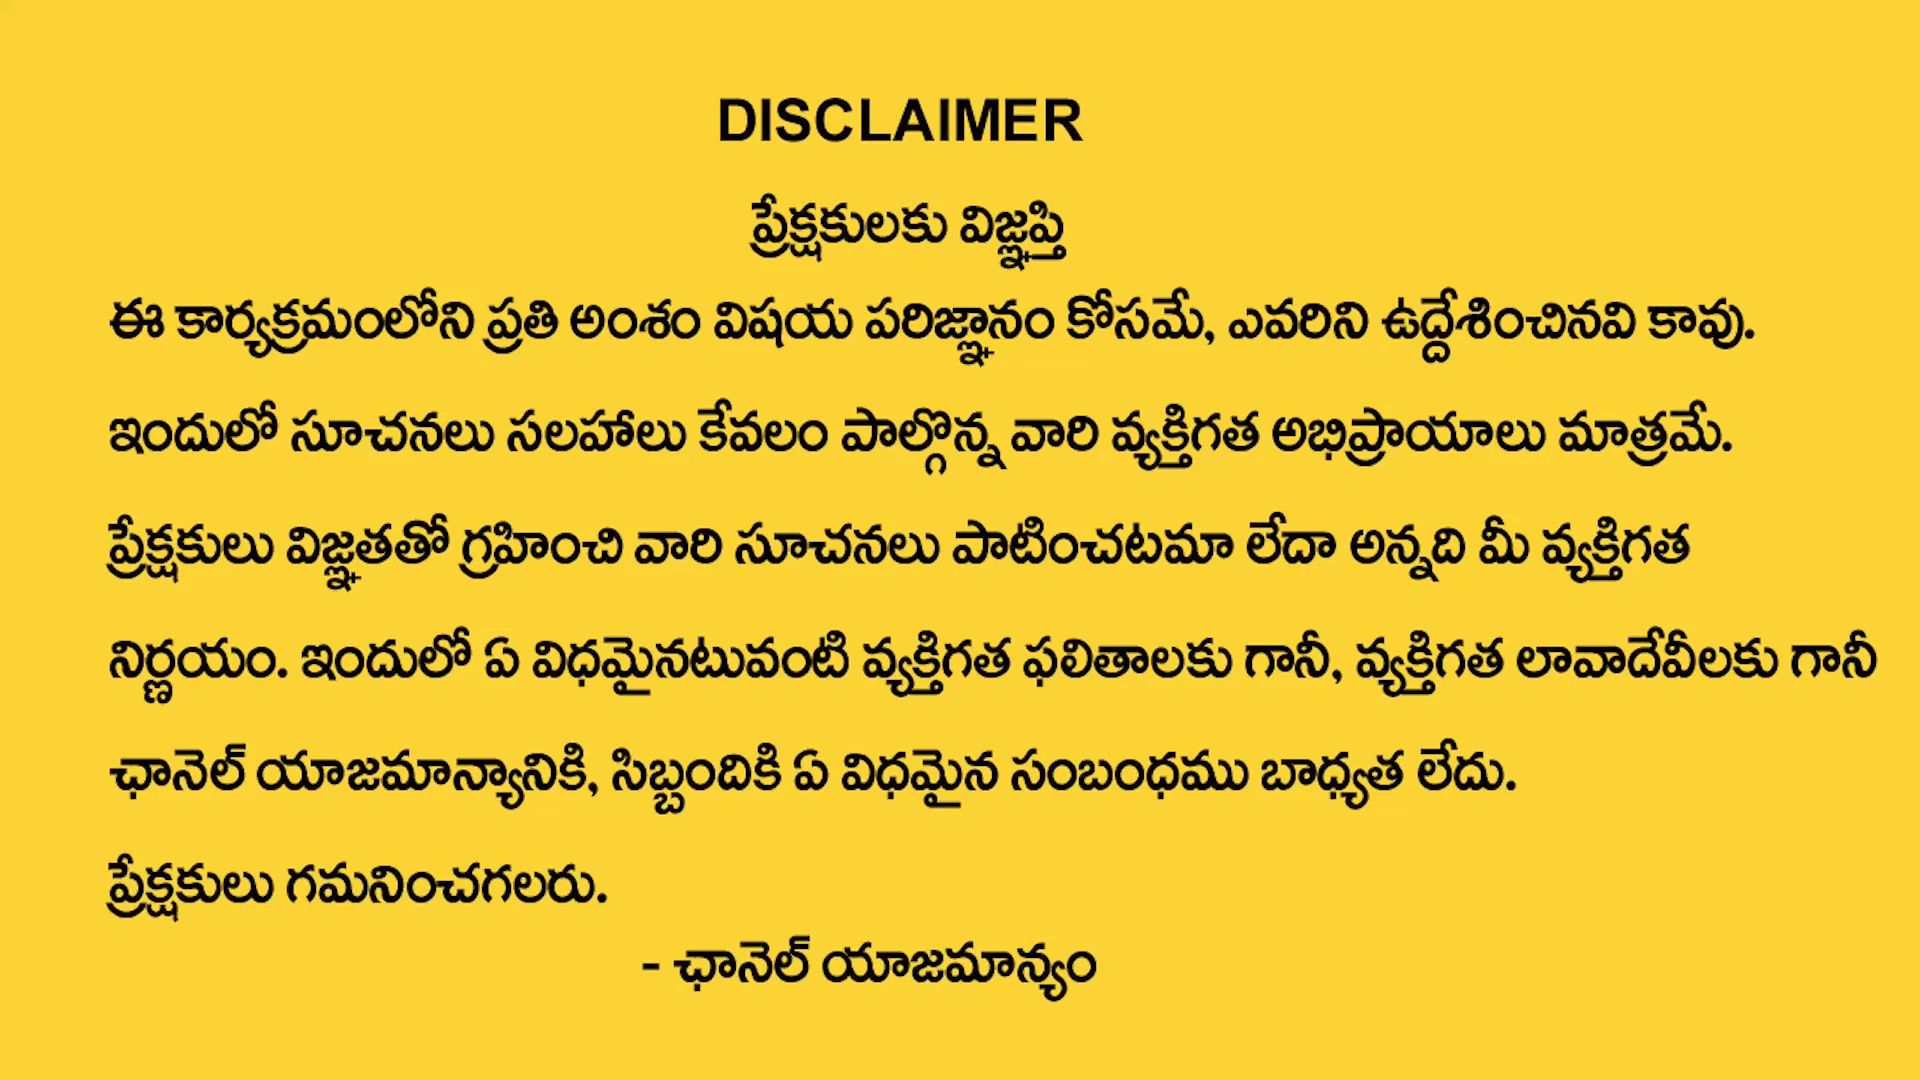 DISCLAIMER
ప్రేక్షకులకు విజ్ఞప్తి
ఈ కార్యక్రమంలోని ప్రతి అంశం విషయ పరిజ్ఞానం కోసమే, ఎవరిని ఉద్దేశించినవి కావు.
ఇందులో సూచనలు సలహాలు కేవలం పాల్గొన్న వారి వ్యక్తిగత అభిప్రాయాలు మాత్రమే.
ప్రేక్షకులు విజ్ఞతతో గ్రహించి వారి సూచనలు పాటించటమా లేదా అన్నది మీ వ్యక్తిగత
నిర్ణయం. ఇందులో ఏ విధమైనటువంటి వ్యక్తిగత ఫలితాలకు గానీ, వ్యక్తిగత లావాదేవీలకు గానీ
ఛానెల్ యాజమాన్యానికి, సిబ్బందికి ఏ విధమైన సంబంధము బాధ్యత లేదు.
ప్రేక్షకులు గమనించగలరు.
- ఛానెల్ యాజమాన్యం